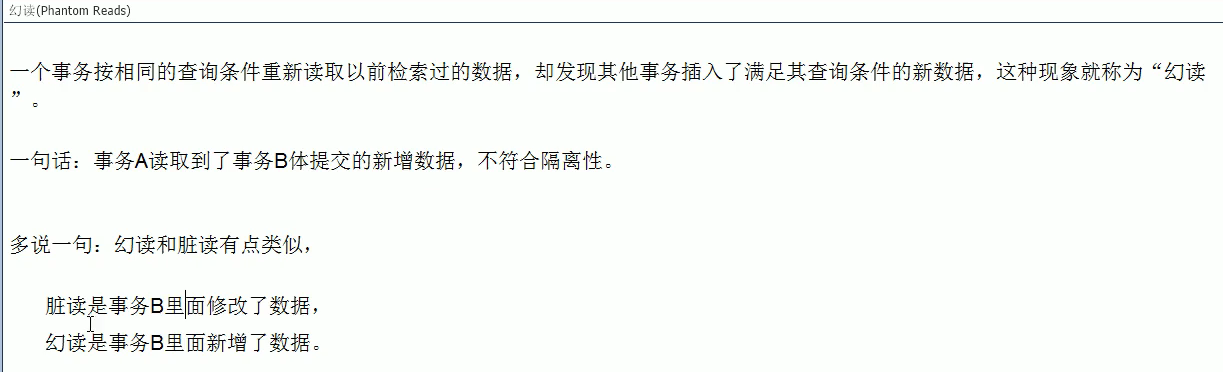 幻读(Phantom Reads)
一个事务按相同的查询条件重新读取以前检索过的数据，却发现其他事务插入了满足其查询条件的新数据，这种现象就称为“幻读
”。
一句话：事务A读取到了事务B体提交的新增数据，不符合隔离性。
多说一句：幻读和脏读有点类似，
脏读是事务B里面修改了数据，
幻读是事务B里面新增了数据。